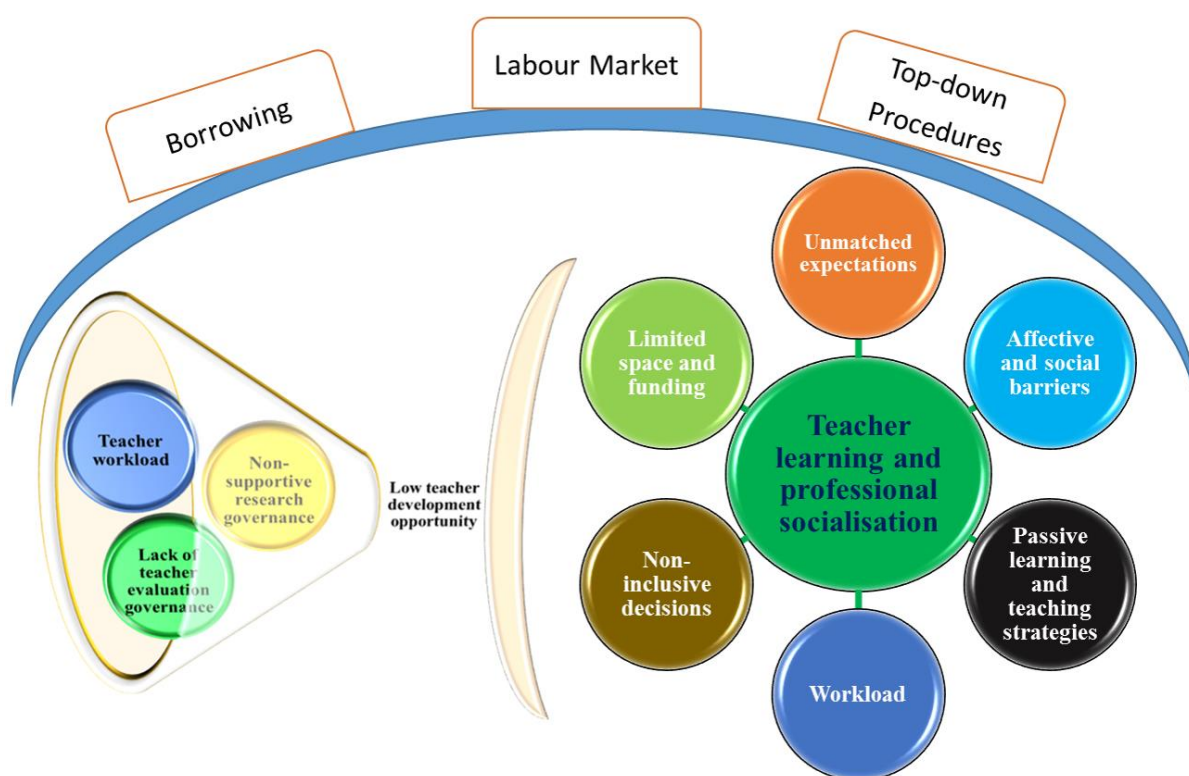 Borrowing
Labour Market
Top-down
Procedures
Teacher
workload
Non-
supportive
research
governance
Lack of
teacher
evaluation
governance
Low teacher
development
opportunity
Unmatched
expectations
Limited
space and
funding
Affective
and social
barriers
Teacher
learning and
professional
socialisation
Non-
inclusive
decisions
Passive
learning
and
teaching
strategies
Workload